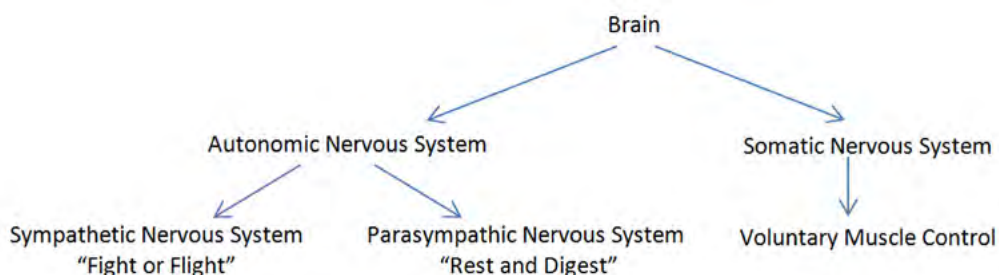 Brain
Autonomic Nervous System
Somatic Nervous System
Sympathetic Nervous System
"Fight or Flight"
Parasympathic Nervous System
"Rest and Digest"
Voluntary Muscle Control